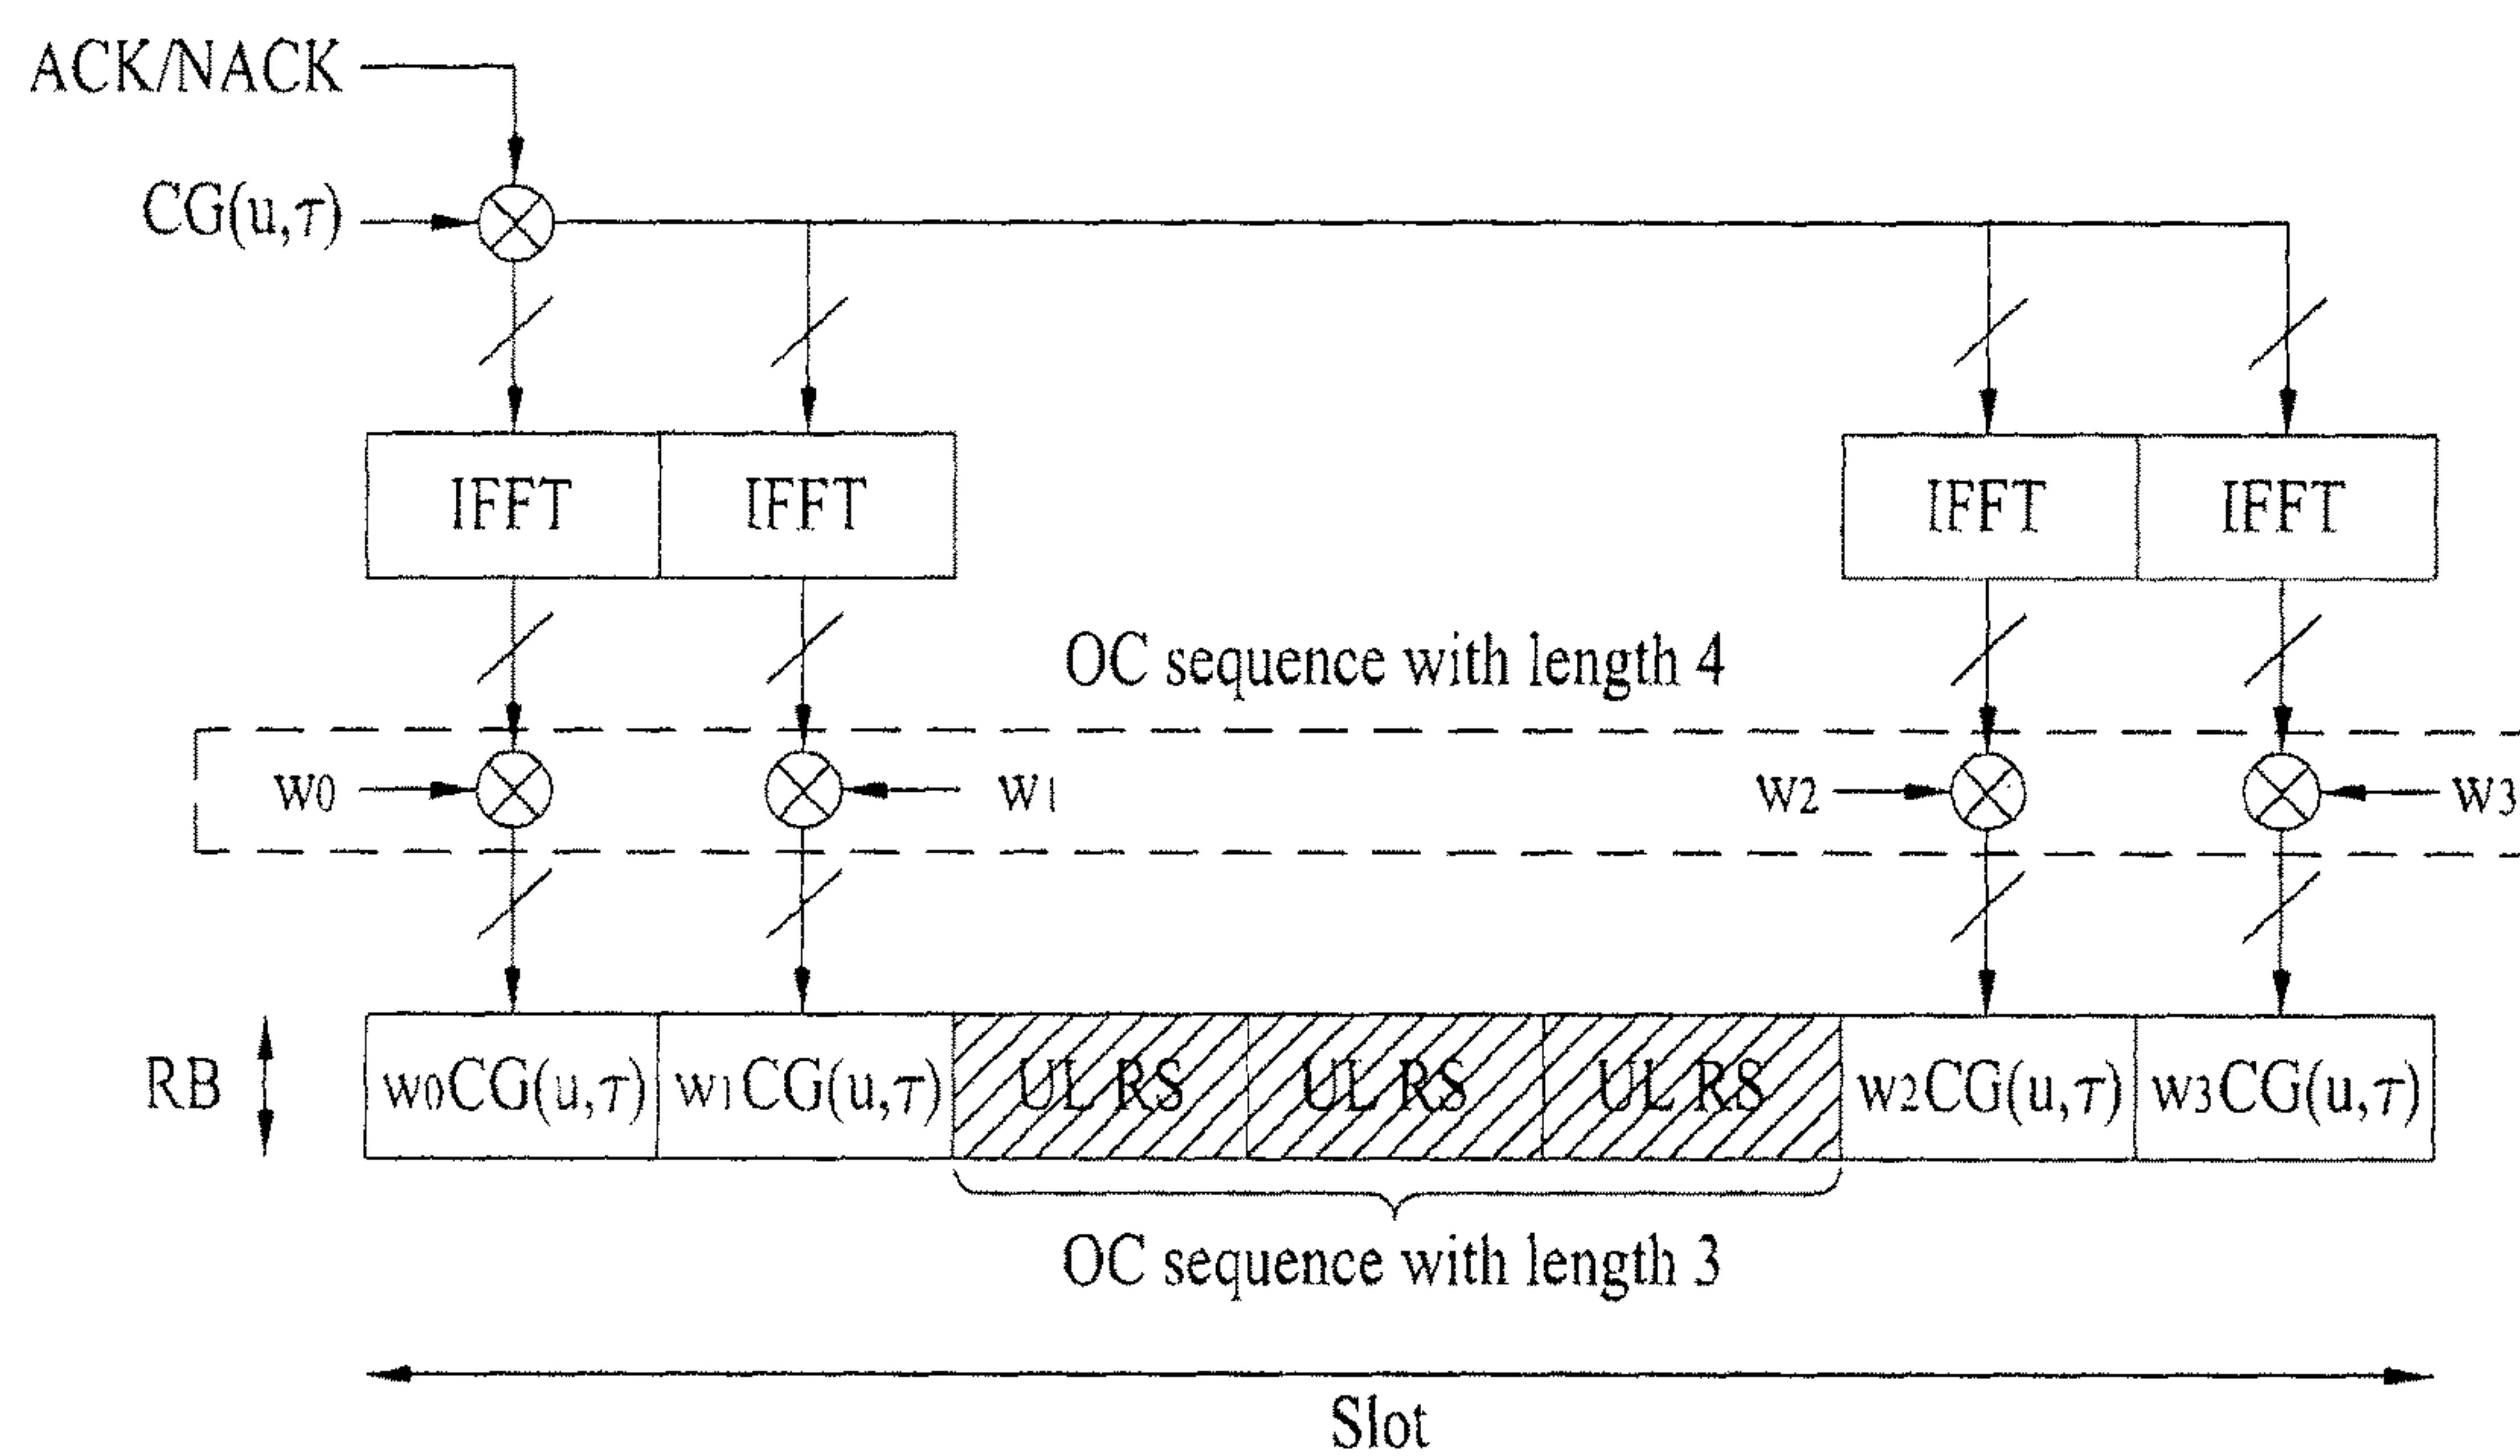 ACK/NACK
CG(u,τ)
IFFT IFFT IFFT IFFT
OC sequence with length 4
w0 w1 w2 w3
RB w0CG(u,τ) w1CG(u,τ) UL RS UL RS UL RS w2CG(u,τ) w3CG(u,τ)
OC sequence with length 3
Slot